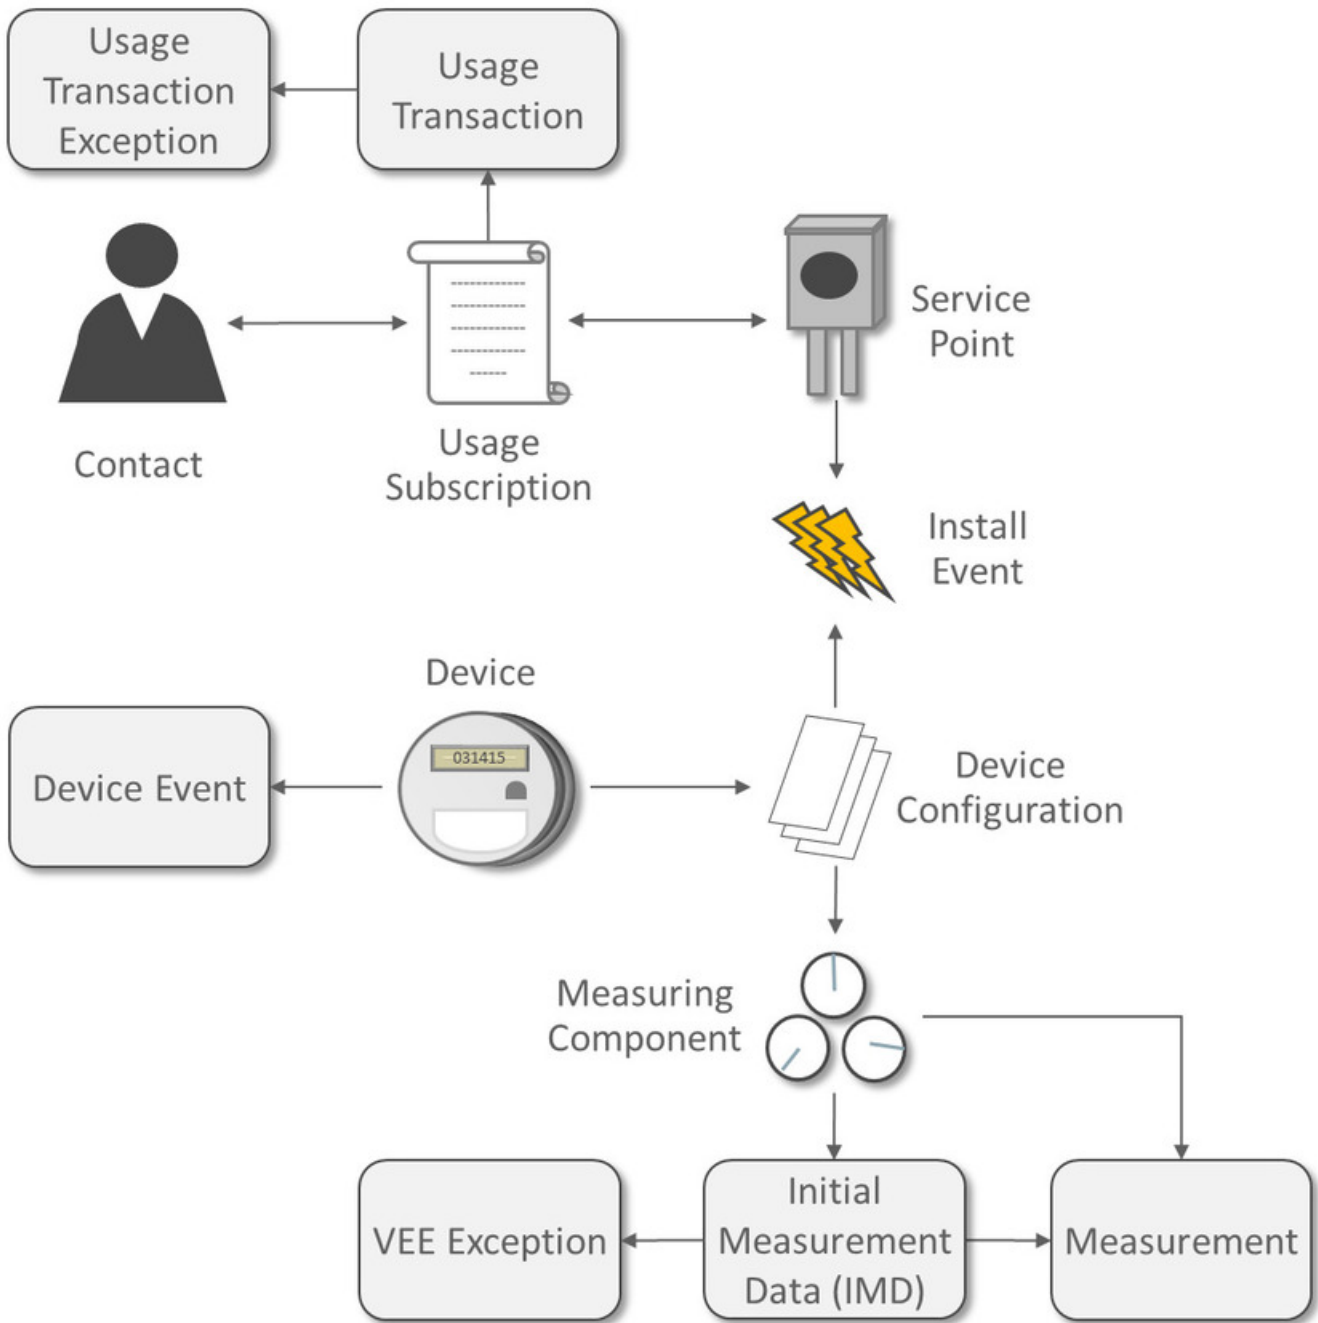 Usage
Transaction
Exception
Usage
Transaction
Contact
Usage
Subscription
Service
Point
Install
Event
Device
031415
Device Event
Device
Configuration
Measuring
Component
VEE Exception
Initial
Measurement
Data (IMD)
Measurement